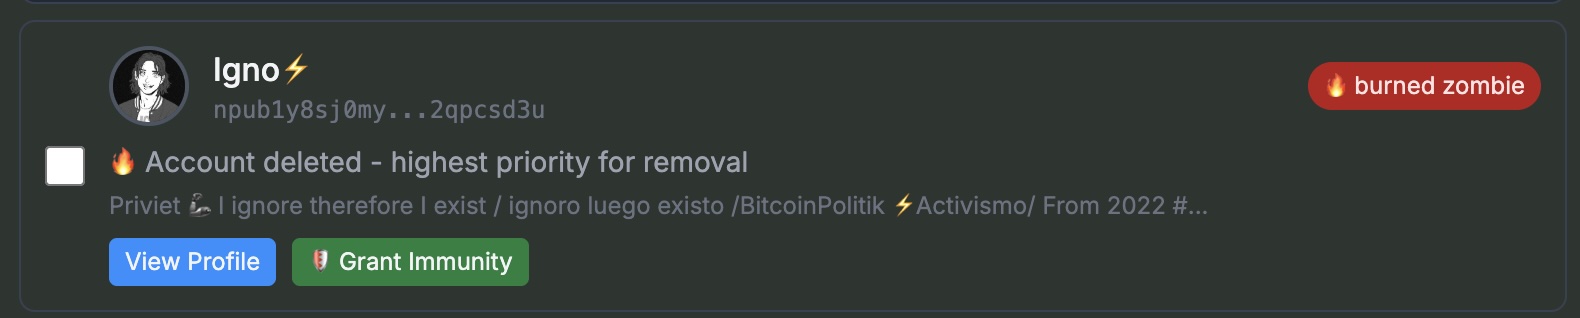 Igno⚡
npub1y8sj0my...2qpcsd3u
🔥 burned zombie
🔥 Account deleted - highest priority for removal
Priviet 🦾 I ignore therefore I exist / ignoro luego existo /BitcoinPolitik ⚡Activismo/ From 2022 #...
View Profile
🛡️ Grant Immunity